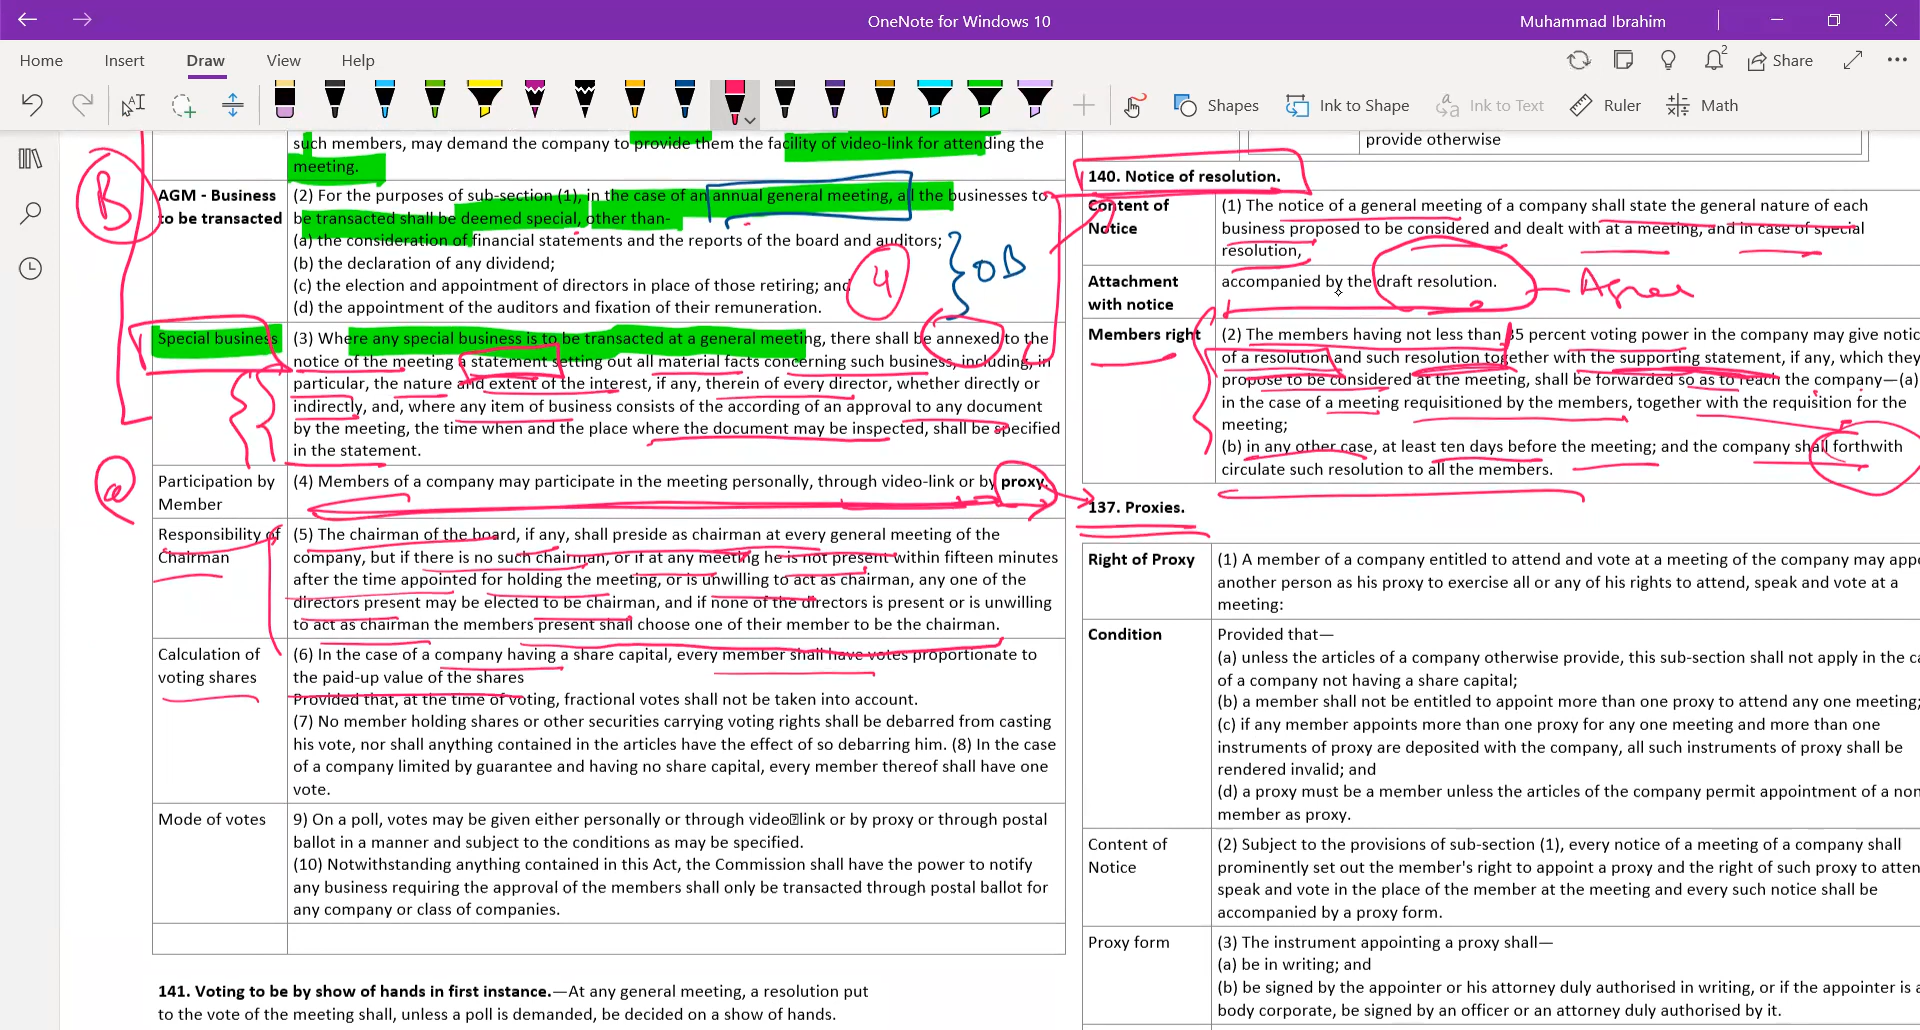 OneNote for Windows 10
Muhammad Ibrahim
Home
Insert
Draw
View
Help
2
Share
Shapes
Ink to Shape
Ink to Text
Ruler
Math
such members, may demand the company to provide them the facility of video-link for attending the
meeting.
B
AGM - Business
to be transacted
(2) For the purposes of sub-section (1), in the case of an annual general meeting, all the businesses to
be transacted shall be deemed special, other than-
(a) the consideration of financial statements and the reports of the board and auditors;
(b) the declaration of any dividend;
(c) the election and appointment of directors in place of those retiring; and
(d) the appointment of the auditors and fixation of their remuneration.
4
OB
Special business
(3) Where any special business is to be transacted at a general meeting, there shall be annexed to the
notice of the meeting a statement setting out all material facts concerning such business, including, in
particular, the nature and extent of the interest, if any, therein of every director, whether directly or
indirectly, and, where any item of business consists of the according of an approval to any document
by the meeting, the time when and the place where the document may be inspected, shall be specified
in the statement.
Participation by
Member
(4) Members of a company may participate in the meeting personally, through video-link or by proxy.
Responsibility of
Chairman
(5) The chairman of the board, if any, shall preside as chairman at every general meeting of the
company, but if there is no such chairman, or if at any meeting he is not present within fifteen minutes
after the time appointed for holding the meeting, or is unwilling to act as chairman, any one of the
directors present may be elected to be chairman, and if none of the directors is present or is unwilling
to act as chairman the members present shall choose one of their member to be the chairman.
Calculation of
voting shares
(6) In the case of a company having a share capital, every member shall have votes proportionate to
the paid-up value of the shares
Provided that, at the time of voting, fractional votes shall not be taken into account.
(7) No member holding shares or other securities carrying voting rights shall be debarred from casting
his vote, nor shall anything contained in the articles have the effect of so debarring him. (8) In the case
of a company limited by guarantee and having no share capital, every member thereof shall have one
vote.
Mode of votes
9) On a poll, votes may be given either personally or through video link or by proxy or through postal
ballot in a manner and subject to the conditions as may be specified.
(10) Notwithstanding anything contained in this Act, the Commission shall have the power to notify
any business requiring the approval of the members shall only be transacted through postal ballot for
any company or class of companies.
141. Voting to be by show of hands in first instance.—At any general meeting, a resolution put
to the vote of the meeting shall, unless a poll is demanded, be decided on a show of hands.
provide otherwise
140. Notice of resolution.
Content of
Notice
(1) The notice of a general meeting of a company shall state the general nature of each
business proposed to be considered and dealt with at a meeting, and in case of special
resolution,
Attachment
with notice
accompanied by the draft resolution.
Agree
Members right
(2) The members having not less than 5 percent voting power in the company may give notic
of a resolution and such resolution together with the supporting statement, if any, which they
propose to be considered at the meeting, shall be forwarded so as to reach the company—(a)
in the case of a meeting requisitioned by the members, together with the requisition for the
meeting;
(b) in any other case, at least ten days before the meeting; and the company shall forthwith
circulate such resolution to all the members.
137. Proxies.
Right of Proxy
(1) A member of a company entitled to attend and vote at a meeting of the company may appo
another person as his proxy to exercise all or any of his rights to attend, speak and vote at a
meeting:
Condition
Provided that—
(a) unless the articles of a company otherwise provide, this sub-section shall not apply in the ca
of a company not having a share capital;
(b) a member shall not be entitled to appoint more than one proxy to attend any one meeting;
(c) if any member appoints more than one proxy for any one meeting and more than one
instruments of proxy are deposited with the company, all such instruments of proxy shall be
rendered invalid; and
(d) a proxy must be a member unless the articles of the company permit appointment of a non
member as proxy.
Content of
Notice
(2) Subject to the provisions of sub-section (1), every notice of a meeting of a company shall
prominently set out the member's right to appoint a proxy and the right of such proxy to atten
speak and vote in the place of the member at the meeting and every such notice shall be
accompanied by a proxy form.
Proxy form
(3) The instrument appointing a proxy shall—
(a) be in writing; and
(b) be signed by the appointer or his attorney duly authorised in writing, or if the appointer is a
body corporate, be signed by an officer or an attorney duly authorised by it.